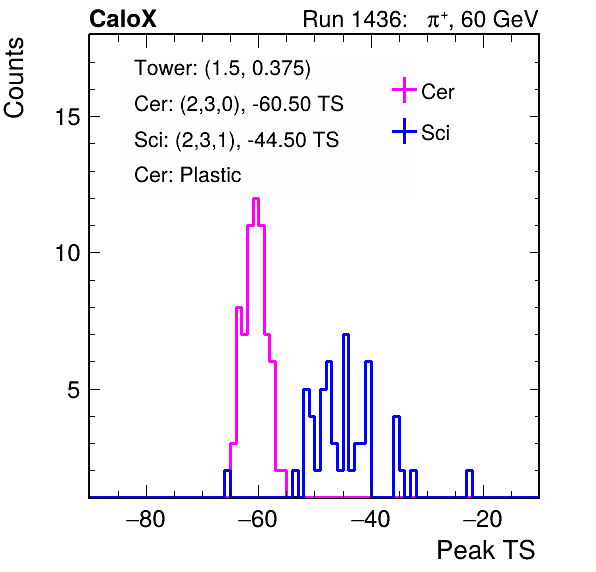 CaloX Run 1436: π⁺, 60 GeV
Counts
Tower: (1.5, 0.375)
Cer: (2,3,0), -60.50 TS
Sci: (2,3,1), -44.50 TS
Cer: Plastic
Cer
Sci
15
10
5
−80 −60 −40 −20
Peak TS